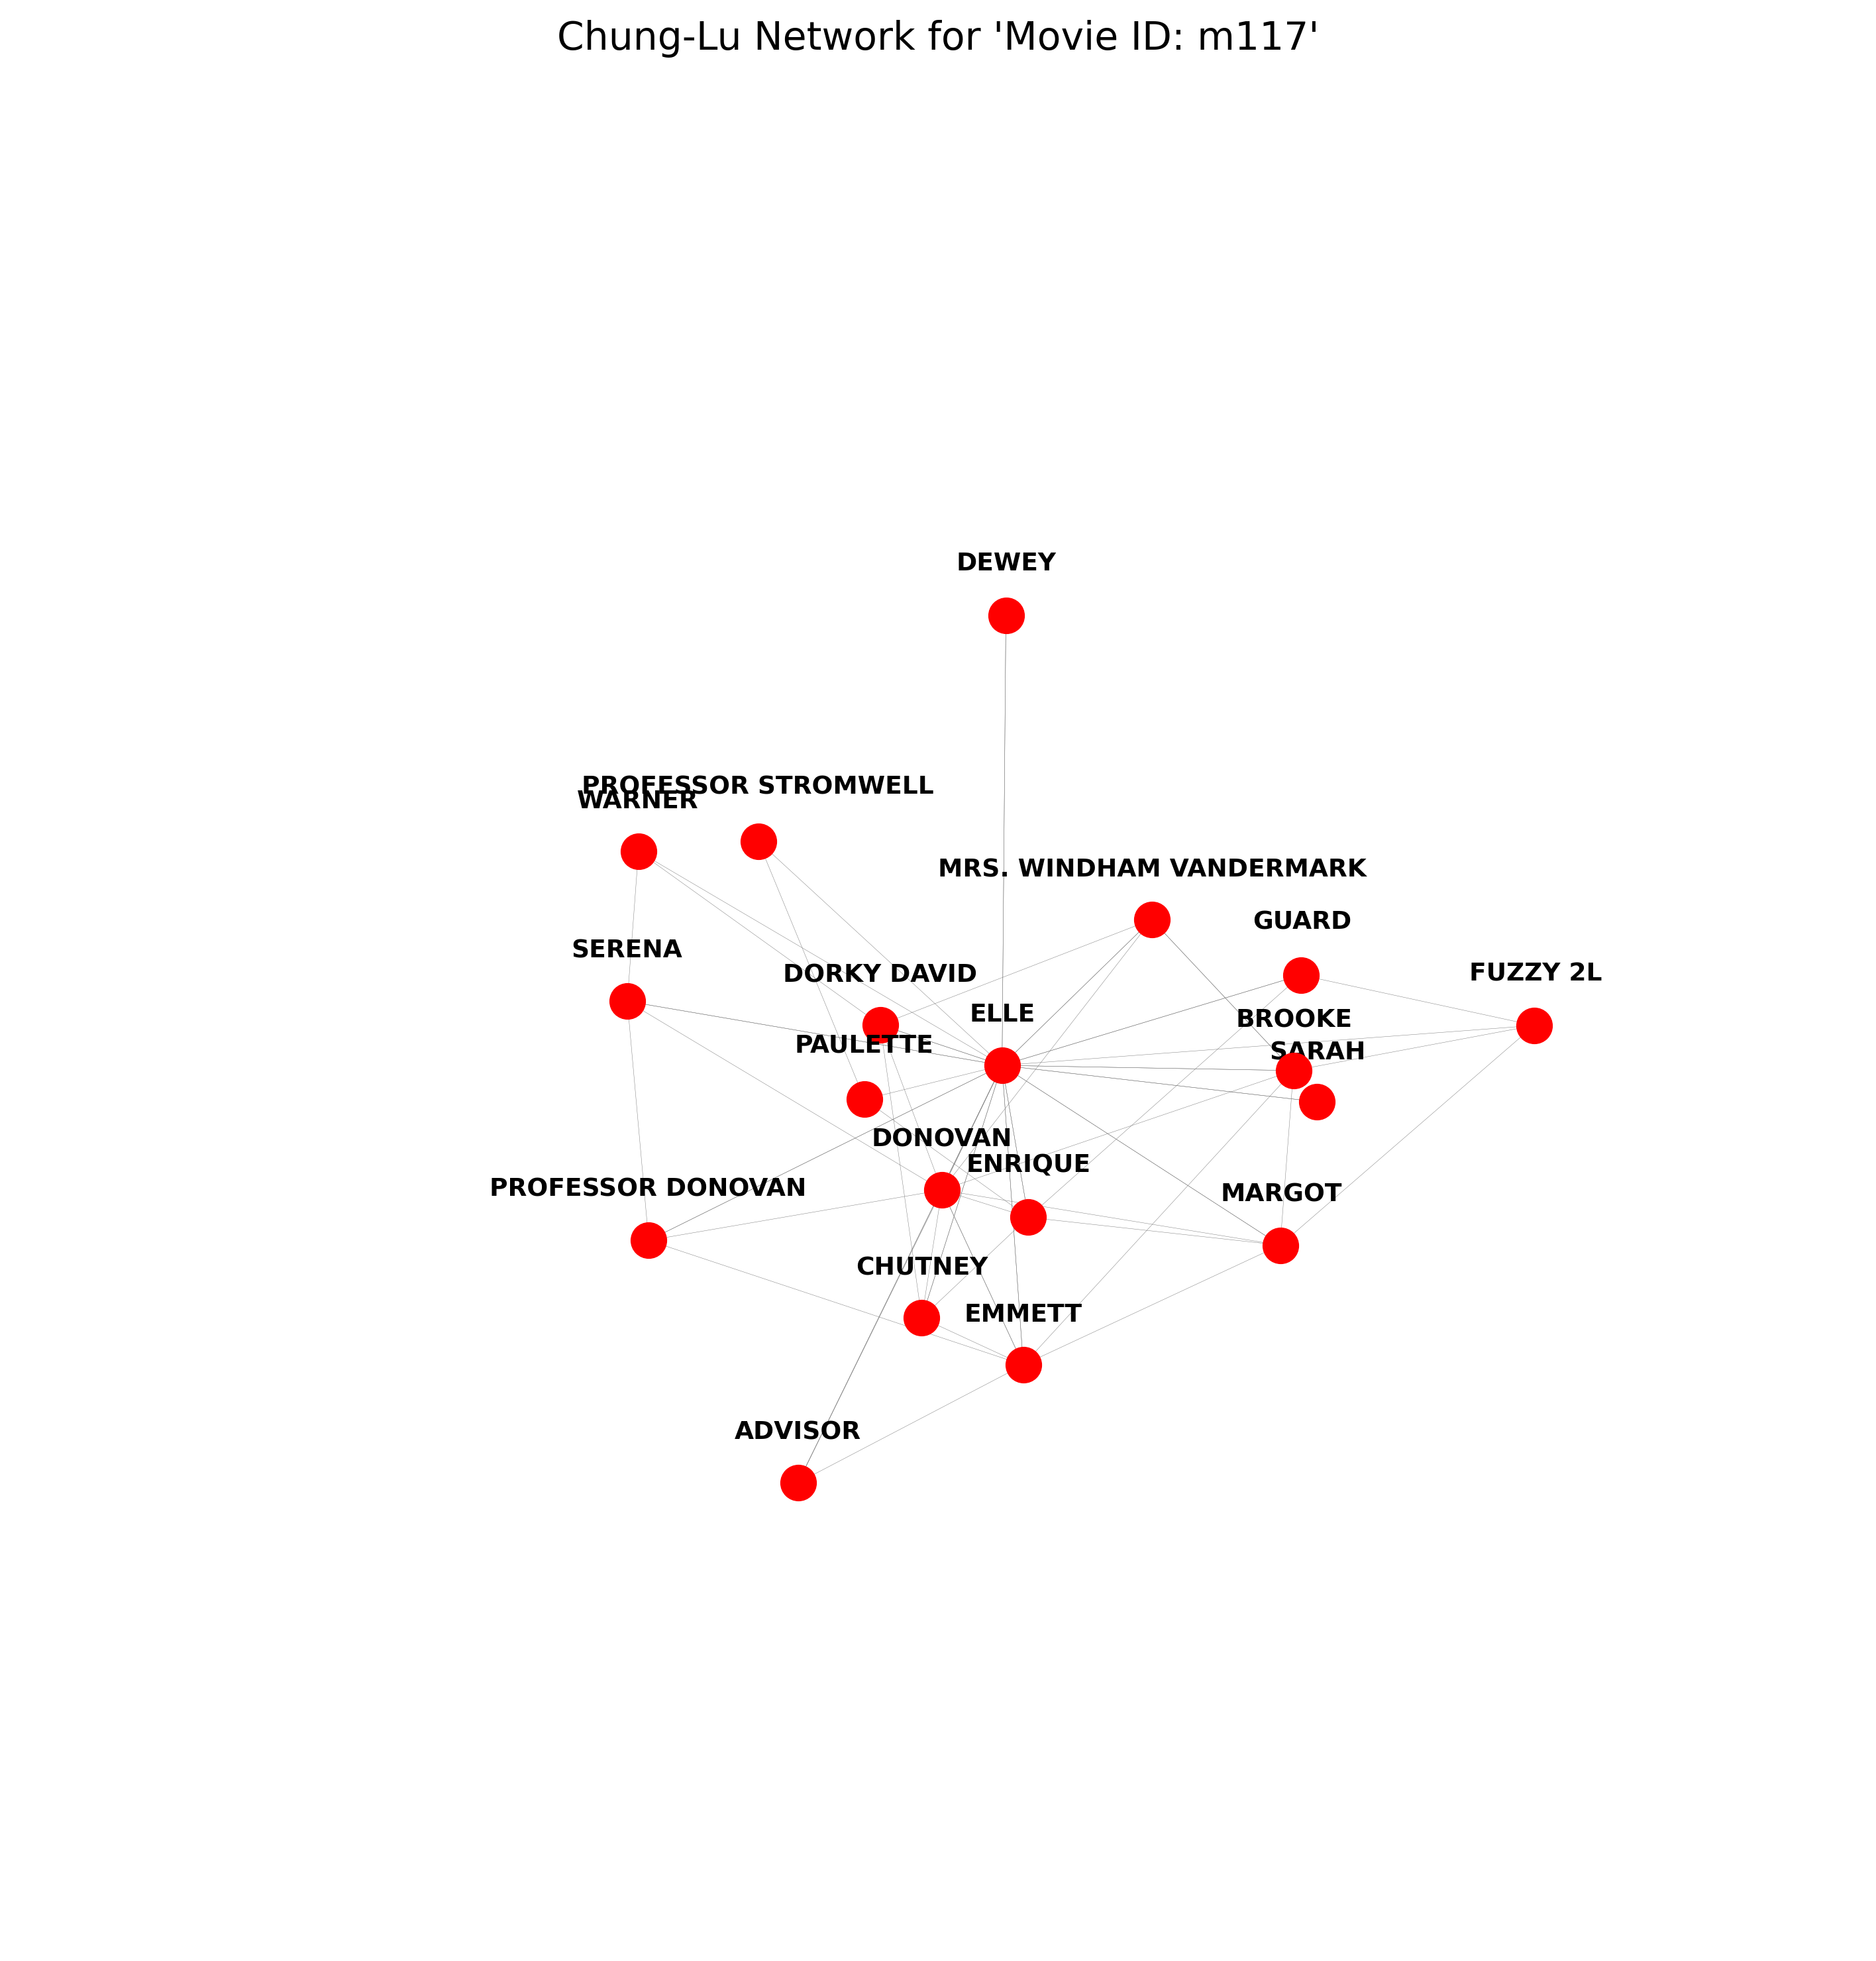 Chung-Lu Network for 'Movie ID: m117'
DEWEY
PROFESSOR STROMWELL
WARNER
MRS. WINDHAM VANDERMARK
GUARD
SERENA
FUZZY 2L
DORKY DAVID
ELLE
BROOKE
PAULETTE
SARAH
DONOVAN
ENRIQUE
PROFESSOR DONOVAN
MARGOT
CHUTNEY
EMMETT
ADVISOR